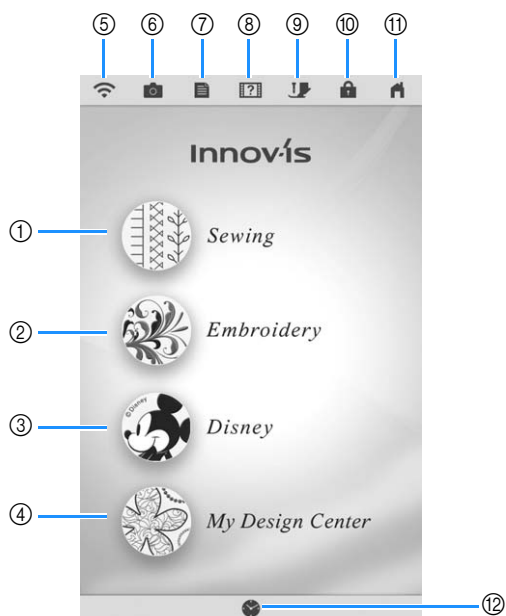 ⑤ ⑥ ⑦ ⑧ ⑨ ⑩ ⑪
?
Innov-ís
① Sewing
② Embroidery
© Disney
③ Disney
④ My Design Center
⑫